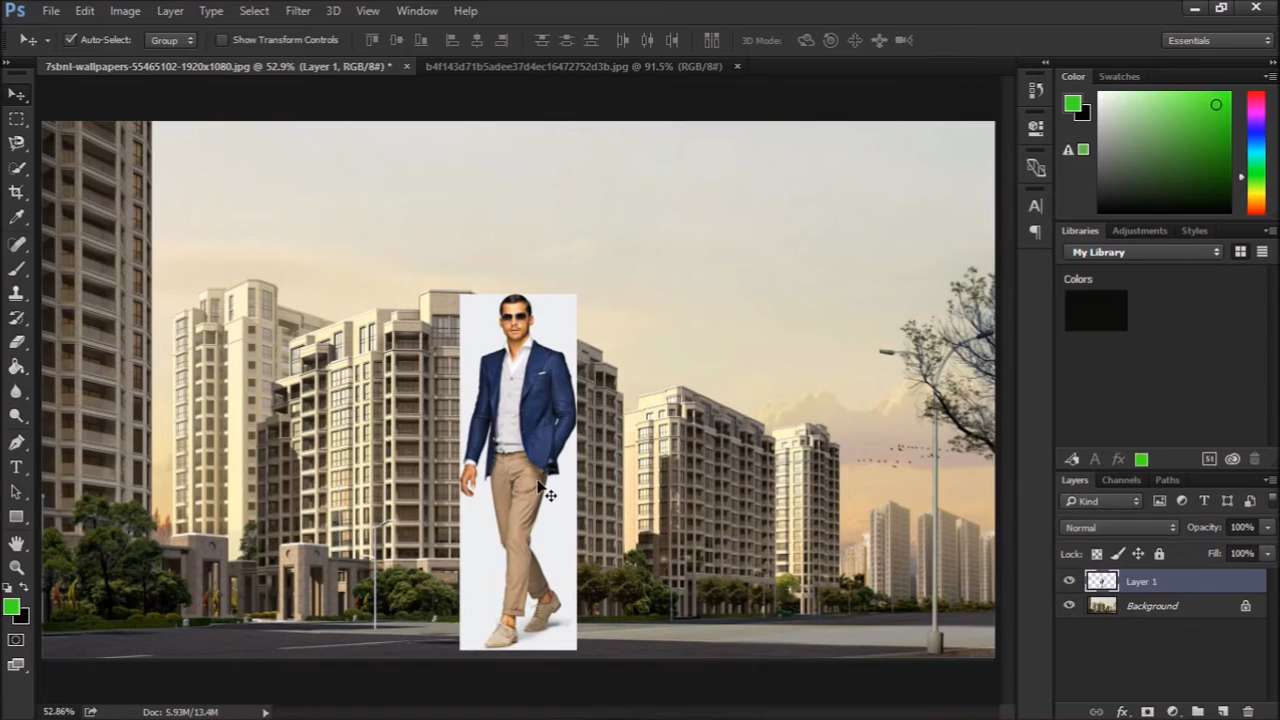 Ps File Edit Image Layer Type Select Filter 3D View Window Help
Auto-Select: Group Show Transform Controls 3D Mode: Essentials
7sbnl-wallpapers-55465102-1920x1080.jpg @ 52.9% (Layer 1, RGB/8#) * × b4f143d71b5adee37d4ec16472752d3b.jpg @ 91.5% (RGB/8#) ×
Color Swatches
Libraries Adjustments Styles
My Library
Colors
St
Layers Channels Paths
Kind
Normal Opacity: 100%
Lock: Fill: 100%
Layer 1
Background
52.86% Doc: 5.93M/13.4M
fx